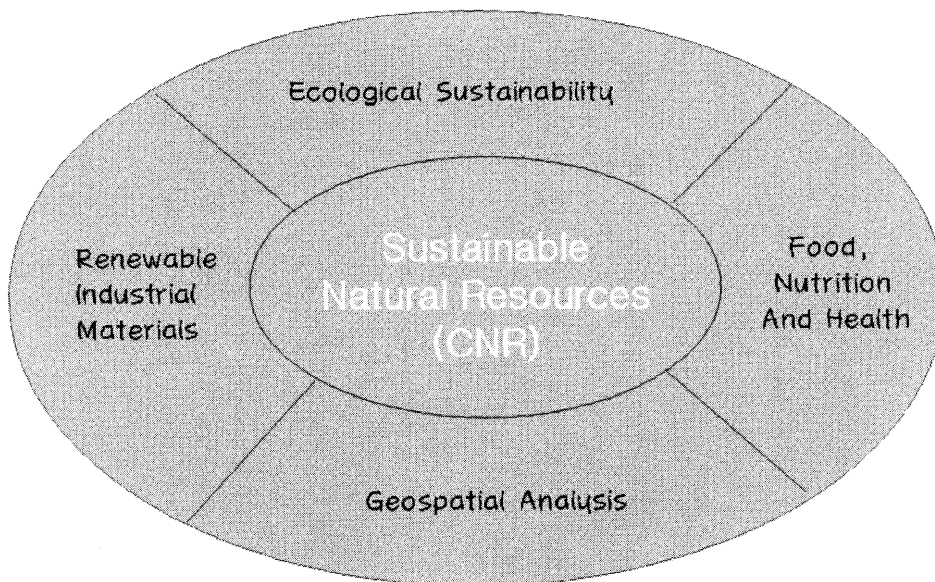 Ecological Sustainability
Renewable
Industrial
Materials
Sustainable
Natural Resources
(CNR)
Food,
Nutrition
And Health
Geospatial Analysis